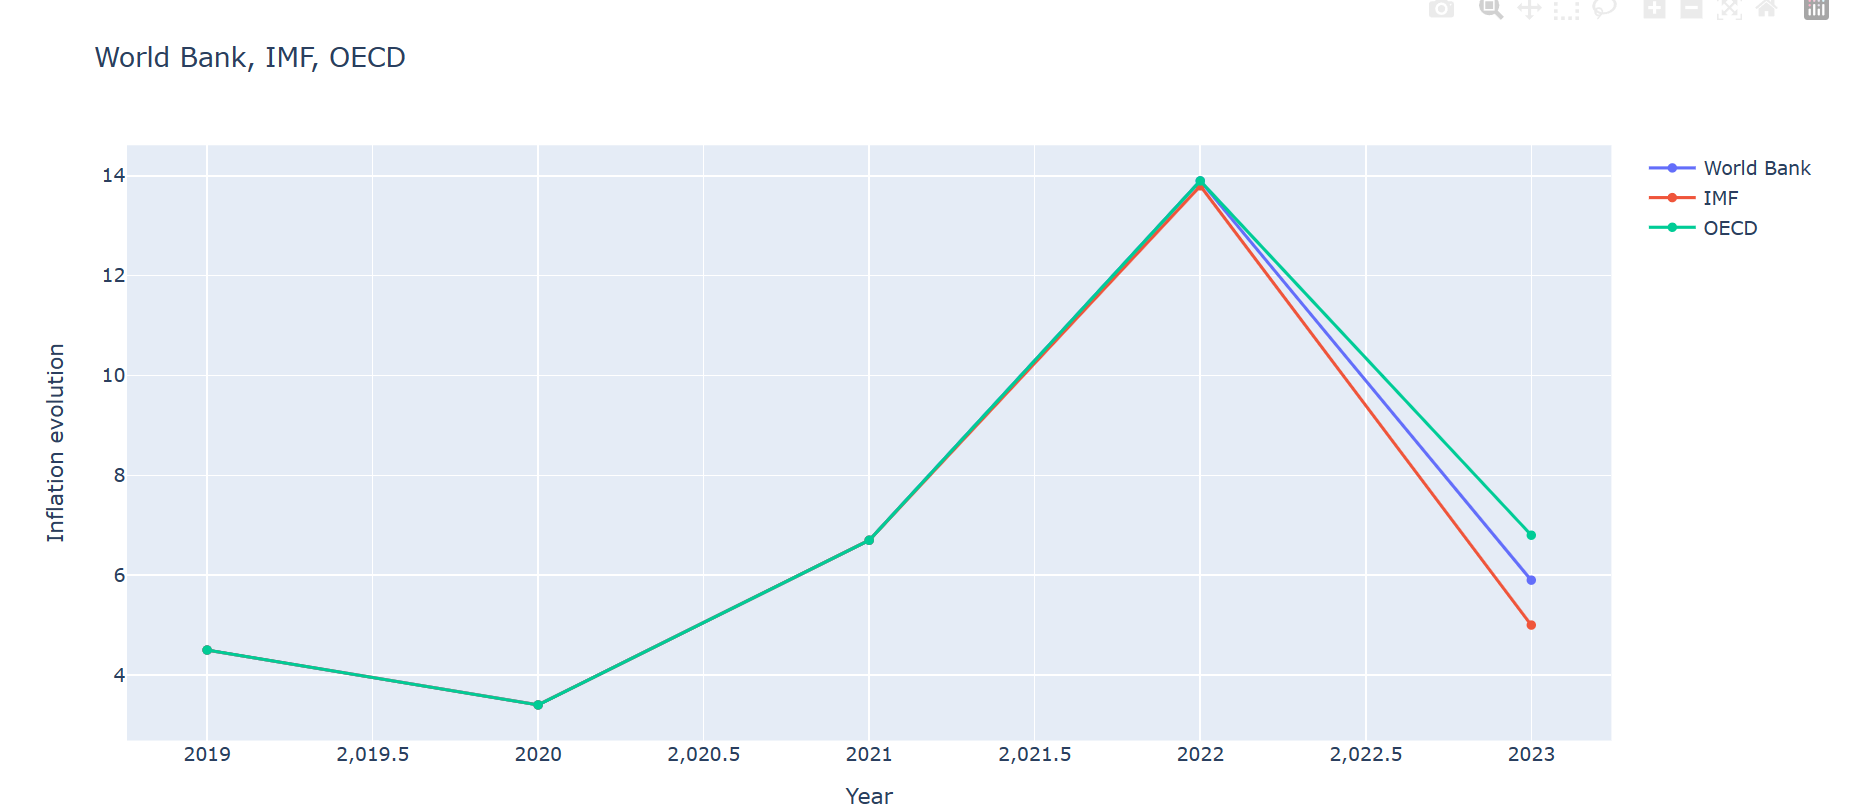 World Bank, IMF, OECD
World Bank
IMF
OECD
14
12
10
8
6
4
Inflation evolution
2019 2,019.5 2020 2,020.5 2021 2,021.5 2022 2,022.5 2023
Year